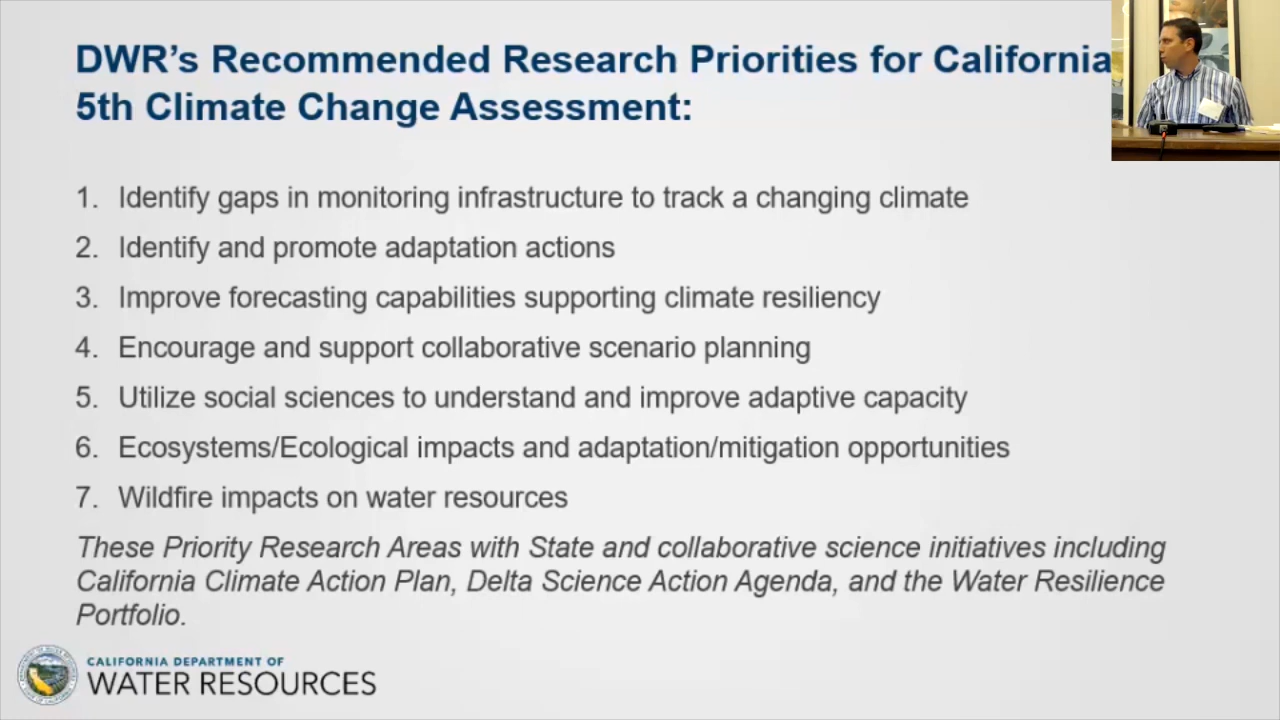 DWR’s Recommended Research Priorities for California
5th Climate Change Assessment:
1. Identify gaps in monitoring infrastructure to track a changing climate
2. Identify and promote adaptation actions
3. Improve forecasting capabilities supporting climate resiliency
4. Encourage and support collaborative scenario planning
5. Utilize social sciences to understand and improve adaptive capacity
6. Ecosystems/Ecological impacts and adaptation/mitigation opportunities
7. Wildfire impacts on water resources
These Priority Research Areas with State and collaborative science initiatives including
California Climate Action Plan, Delta Science Action Agenda, and the Water Resilience
Portfolio.
CALIFORNIA DEPARTMENT OF
WATER RESOURCES